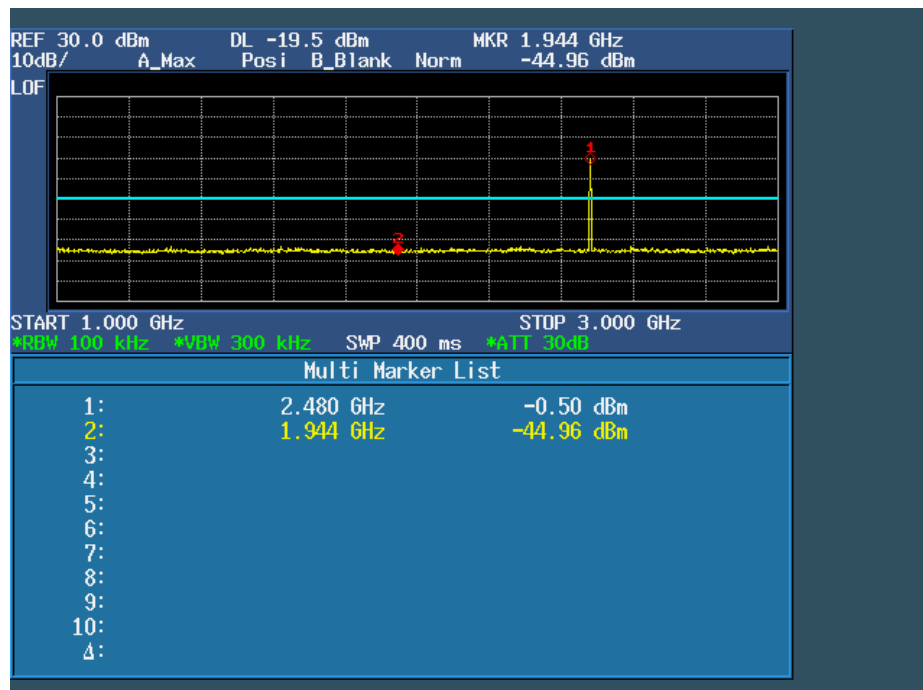 REF 30.0 dBm DL -19.5 dBm MKR 1.944 GHz
10dB/ A_Max Posi B_Blank Norm -44.96 dBm
LOF
1
2
START 1.000 GHz STOP 3.000 GHz
*RBW 100 kHz *VBW 300 kHz SWP 400 ms *ATT 30dB
Multi Marker List
1: 2.480 GHz -0.50 dBm
2: 1.944 GHz -44.96 dBm
3:
4:
5:
6:
7:
8:
9:
10:
Δ: